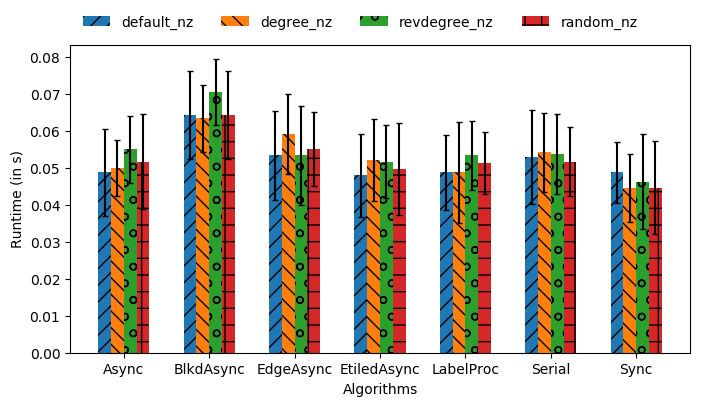 default_nz degree_nz revdegree_nz random_nz
Runtime (in s)
0.08
0.07
0.06
0.05
0.04
0.03
0.02
0.01
0.00
Async BlkdAsync EdgeAsync EtiledAsync LabelProc Serial Sync
Algorithms